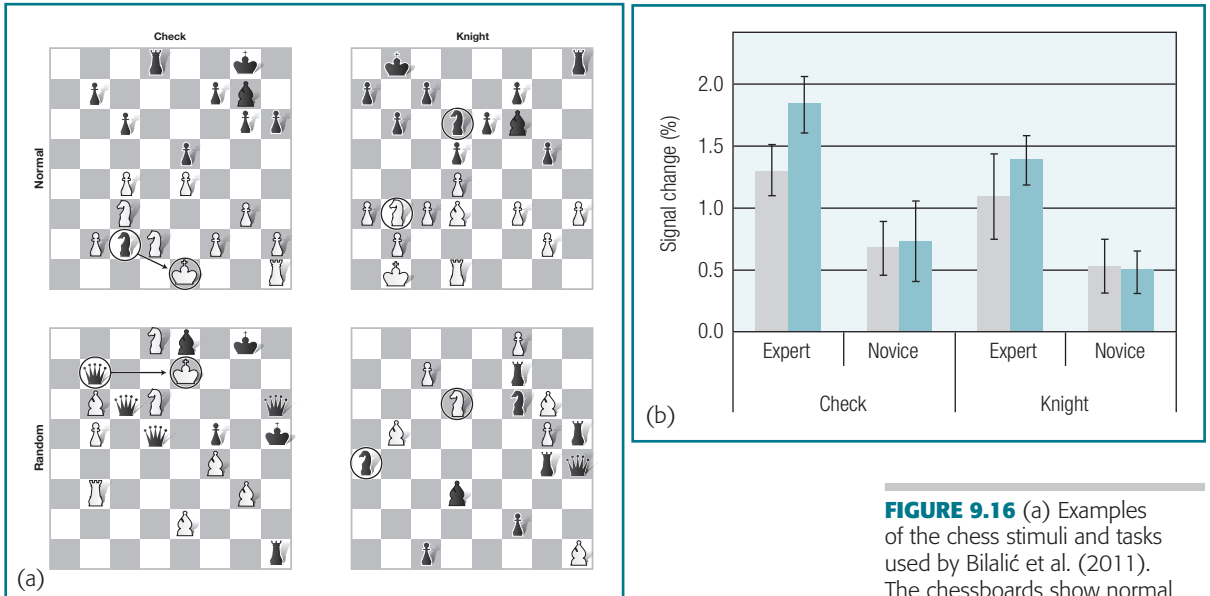 Check Knight
Normal
Random
(a)
Signal change (%)
2.0
1.5
1.0
0.5
0.0
Expert Novice Expert Novice
Check Knight
(b)
FIGURE 9.16 (a) Examples
of the chess stimuli and tasks
used by Bilalić et al. (2011).
The chessboards show normal